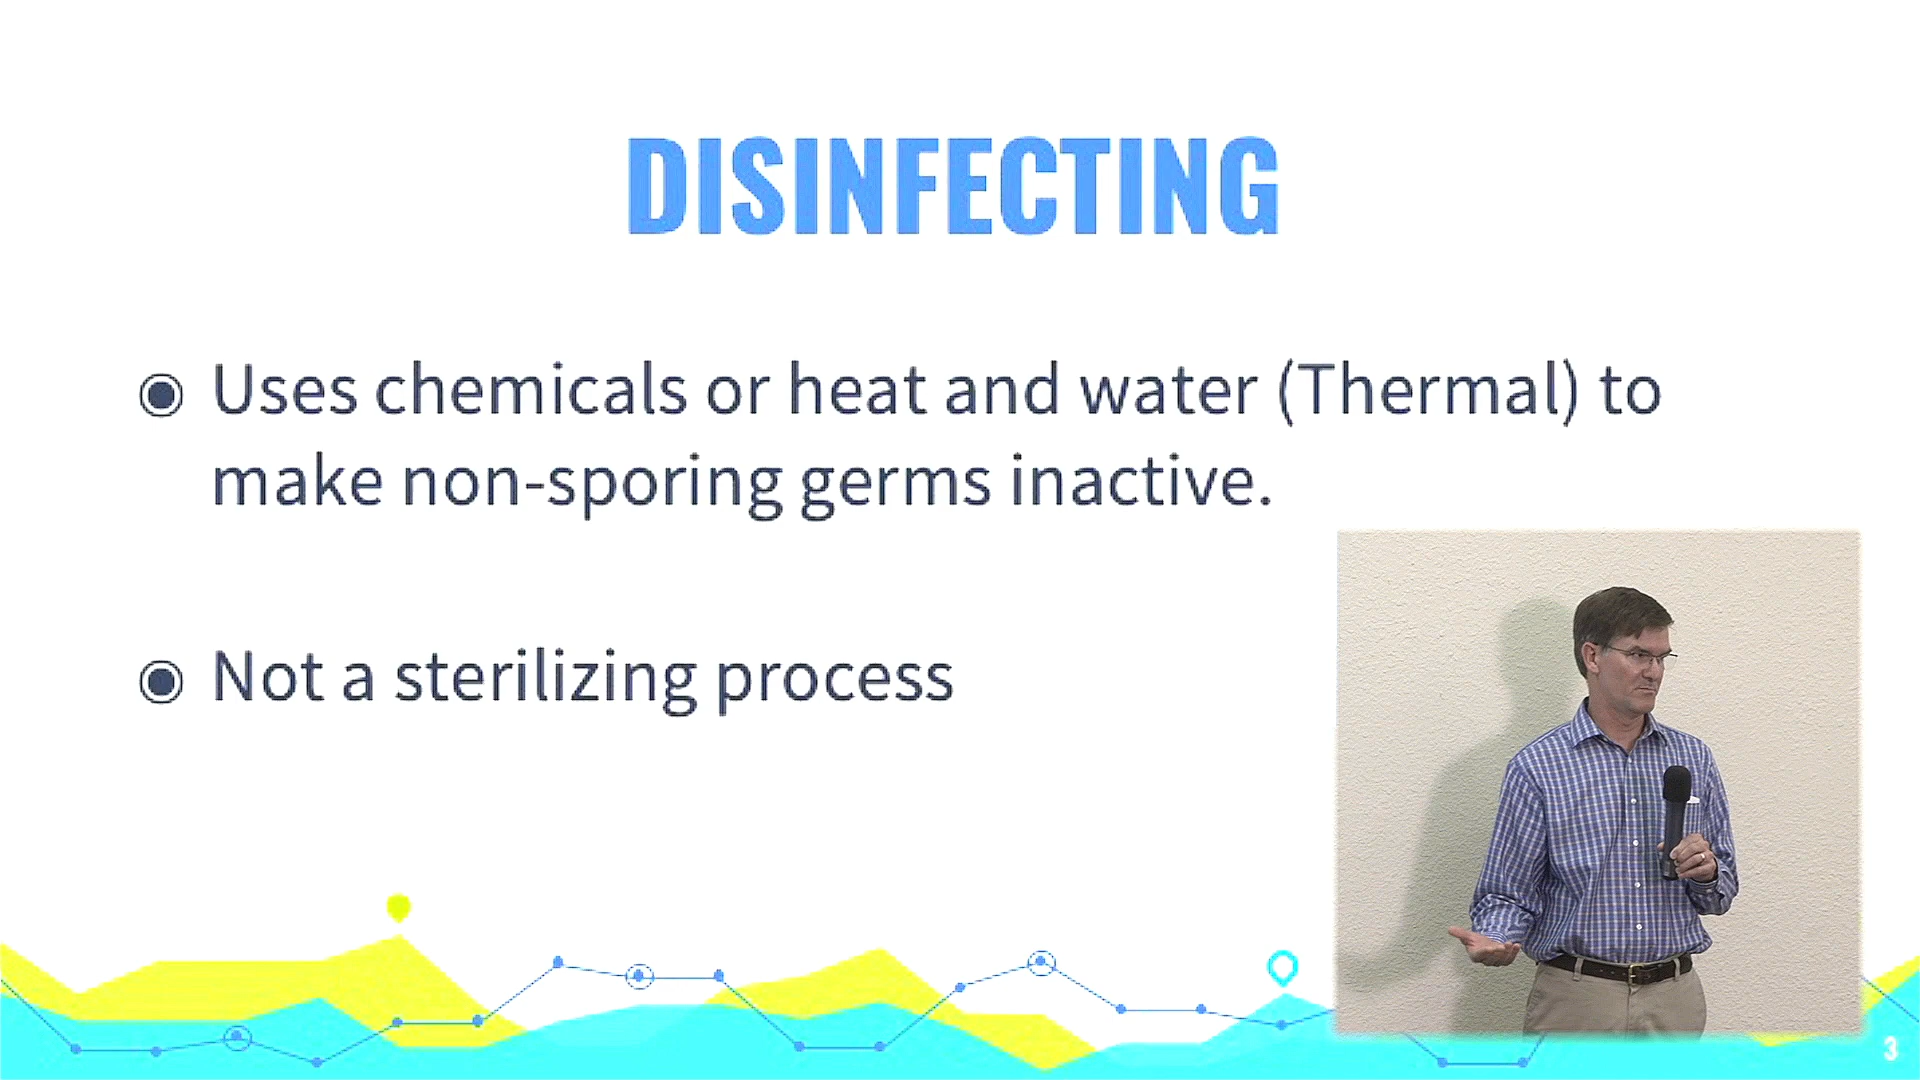 DISINFECTING
Uses chemicals or heat and water (Thermal) to
make non-sporing germs inactive.
Not a sterilizing process
3